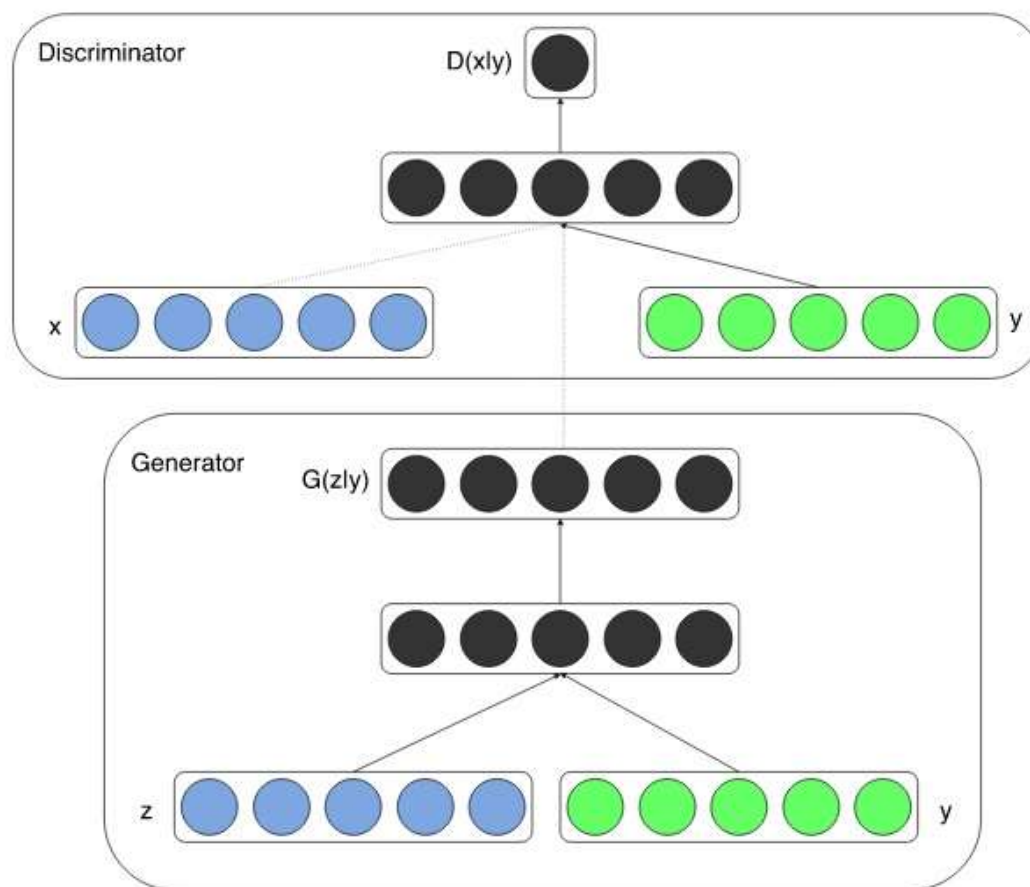 Discriminator
D(x|y)
x
y
Generator
G(z|y)
z
y